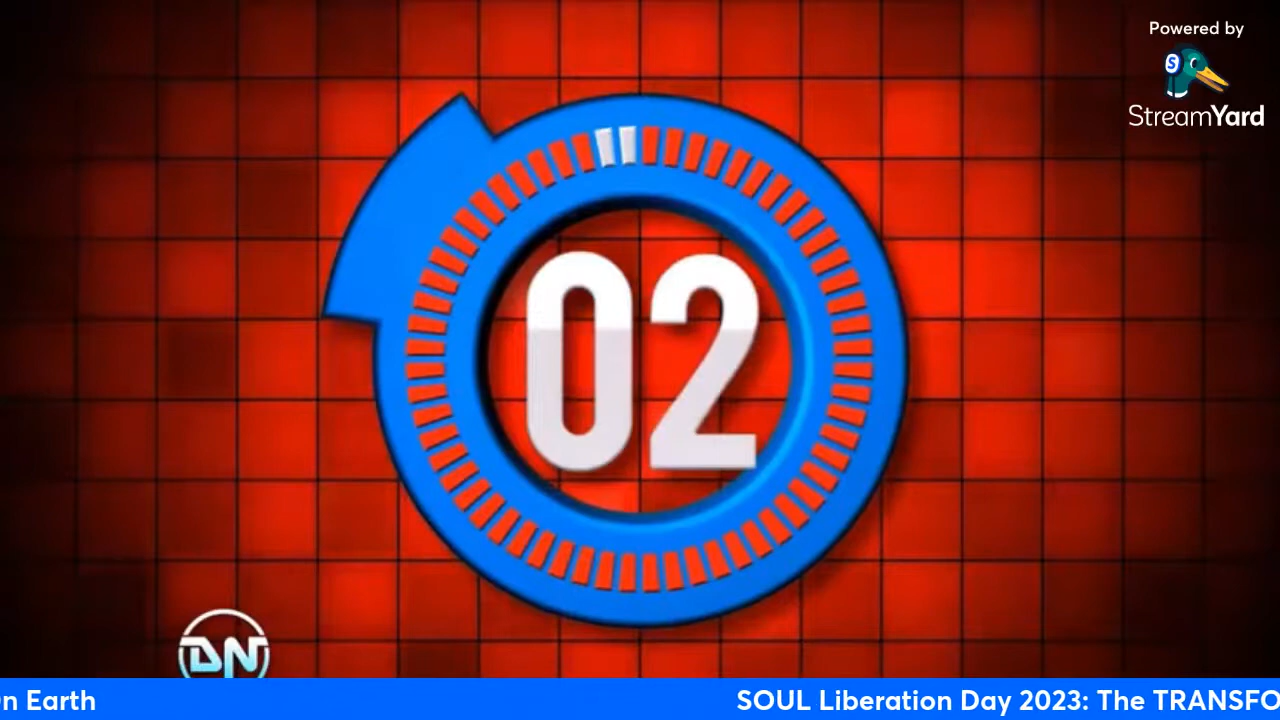 Powered by
S
StreamYard
02
DN
n Earth
SOUL Liberation Day 2023: The TRANSFO